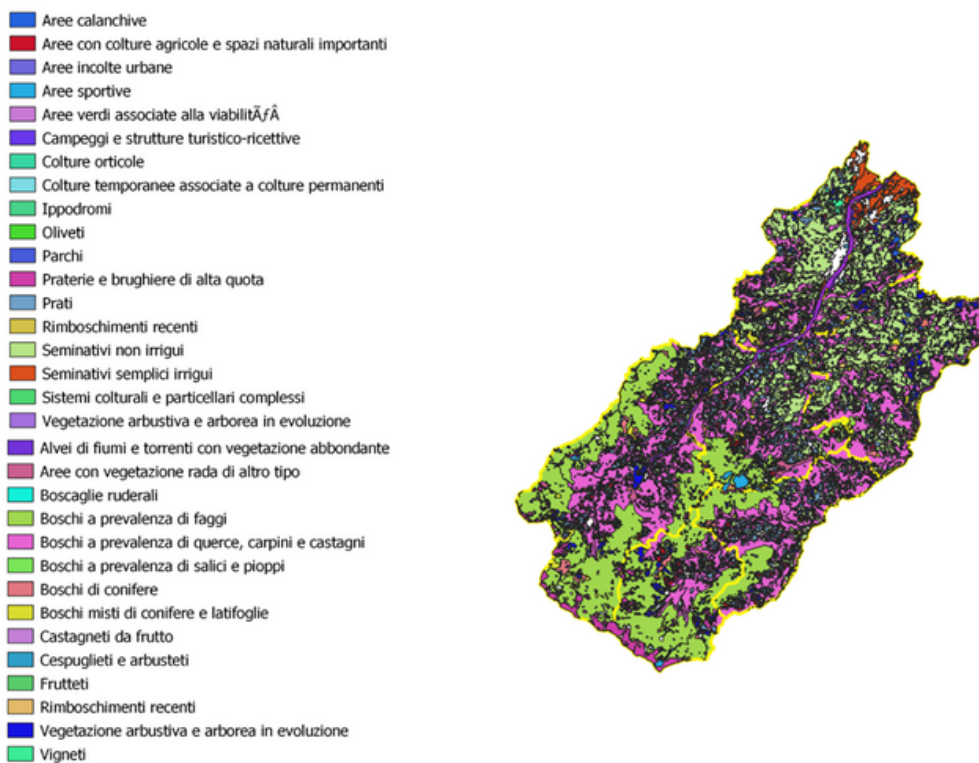 Aree calanchive
Aree con colture agricole e spazi naturali importanti
Aree incolte urbane
Aree sportive
Aree verdi associate alla viabilitÃƒÂ
Campeggi e strutture turistico-ricettive
Colture orticole
Colture temporanee associate a colture permanenti
Ippodromi
Oliveti
Parchi
Praterie e brughiere di alta quota
Prati
Rimboschimenti recenti
Seminativi non irrigui
Seminativi semplici irrigui
Sistemi colturali e particellari complessi
Vegetazione arbustiva e arborea in evoluzione
Alvei di fiumi e torrenti con vegetazione abbondante
Aree con vegetazione rada di altro tipo
Boscaglie ruderali
Boschi a prevalenza di faggi
Boschi a prevalenza di querce, carpini e castagni
Boschi a prevalenza di salici e pioppi
Boschi di conifere
Boschi misti di conifere e latifoglie
Castagneti da frutto
Cespuglieti e arbusteti
Frutteti
Rimboschimenti recenti
Vegetazione arbustiva e arborea in evoluzione
Vigneti